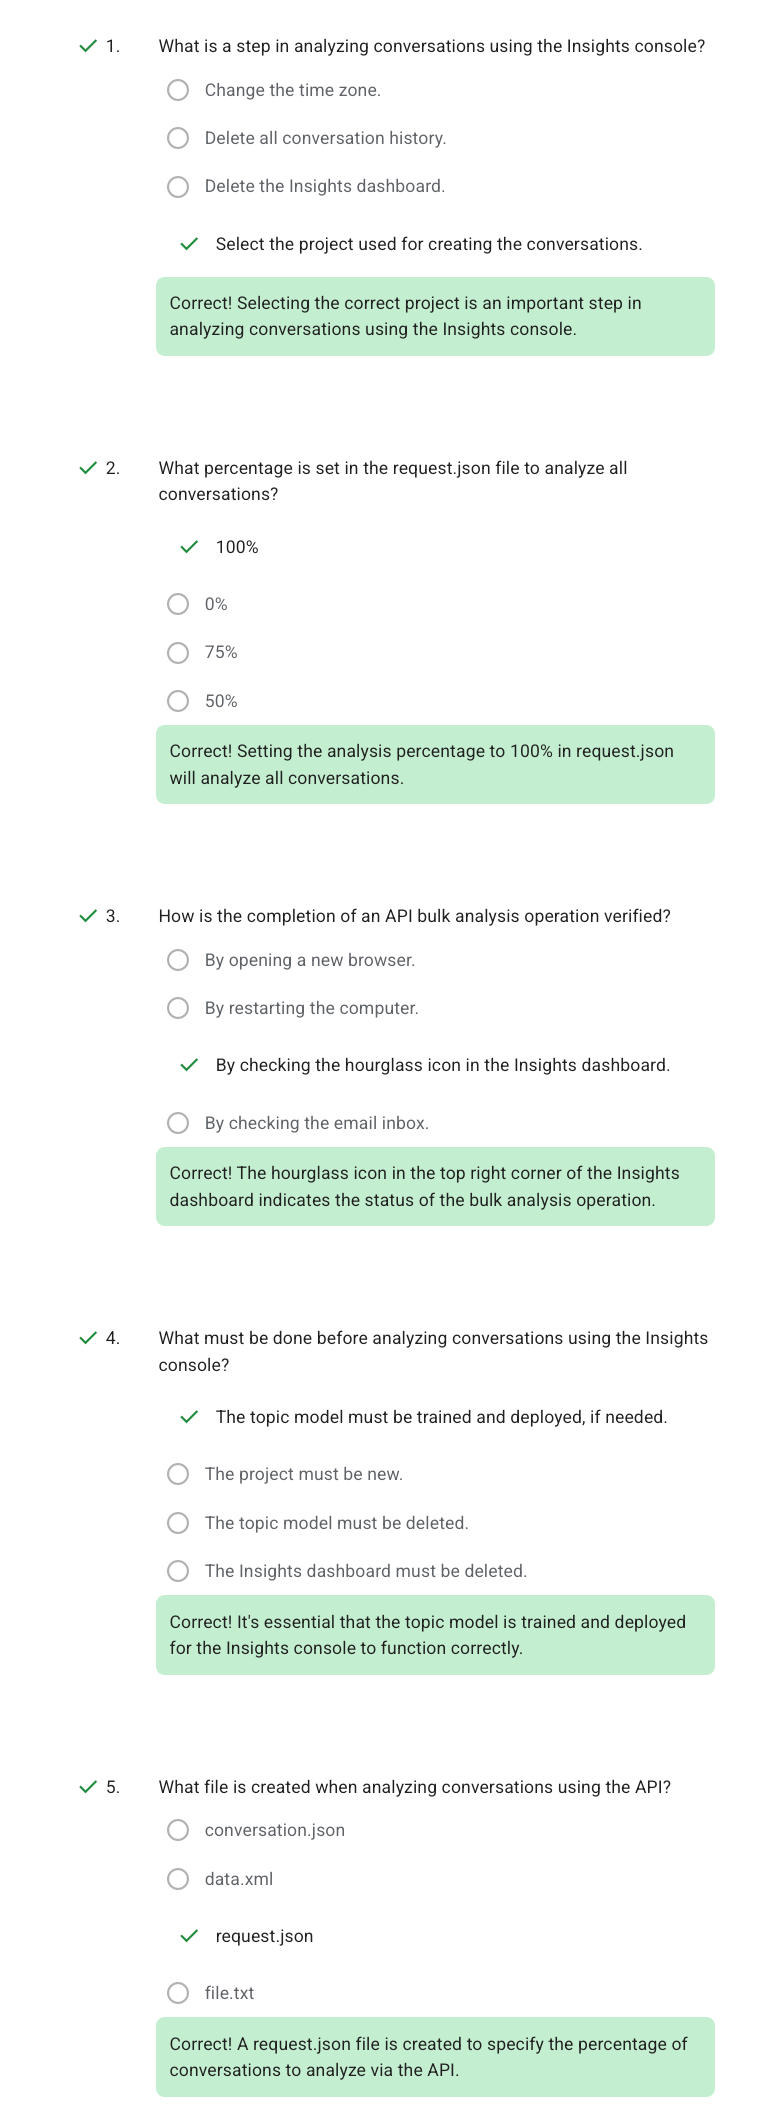 1. What is a step in analyzing conversations using the Insights console?
Change the time zone.
Delete all conversation history.
Delete the Insights dashboard.
Select the project used for creating the conversations.
Correct! Selecting the correct project is an important step in
analyzing conversations using the Insights console.
2. What percentage is set in the request.json file to analyze all
conversations?
100%
0%
75%
50%
Correct! Setting the analysis percentage to 100% in request.json
will analyze all conversations.
3. How is the completion of an API bulk analysis operation verified?
By opening a new browser.
By restarting the computer.
By checking the hourglass icon in the Insights dashboard.
By checking the email inbox.
Correct! The hourglass icon in the top right corner of the Insights
dashboard indicates the status of the bulk analysis operation.
4. What must be done before analyzing conversations using the Insights
console?
The topic model must be trained and deployed, if needed.
The project must be new.
The topic model must be deleted.
The Insights dashboard must be deleted.
Correct! It's essential that the topic model is trained and deployed
for the Insights console to function correctly.
5. What file is created when analyzing conversations using the API?
conversation.json
data.xml
request.json
file.txt
Correct! A request.json file is created to specify the percentage of
conversations to analyze via the API.